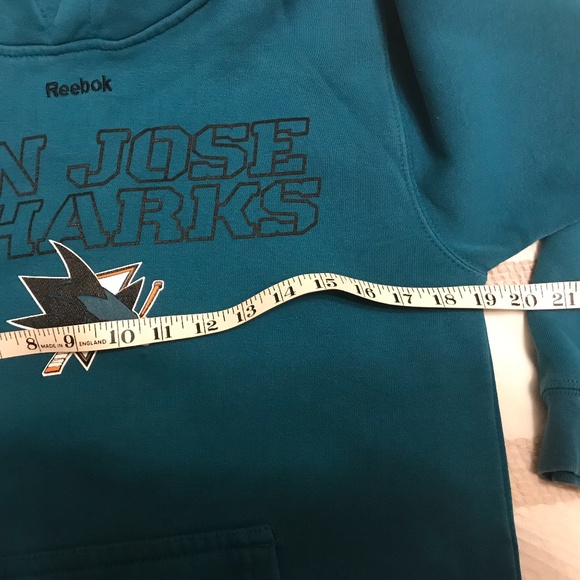 Reebok
N JOSE
HARKS
8 9 10 11 12 13 14 15 16 17 18 19 20 21
MADE IN ENGLAND